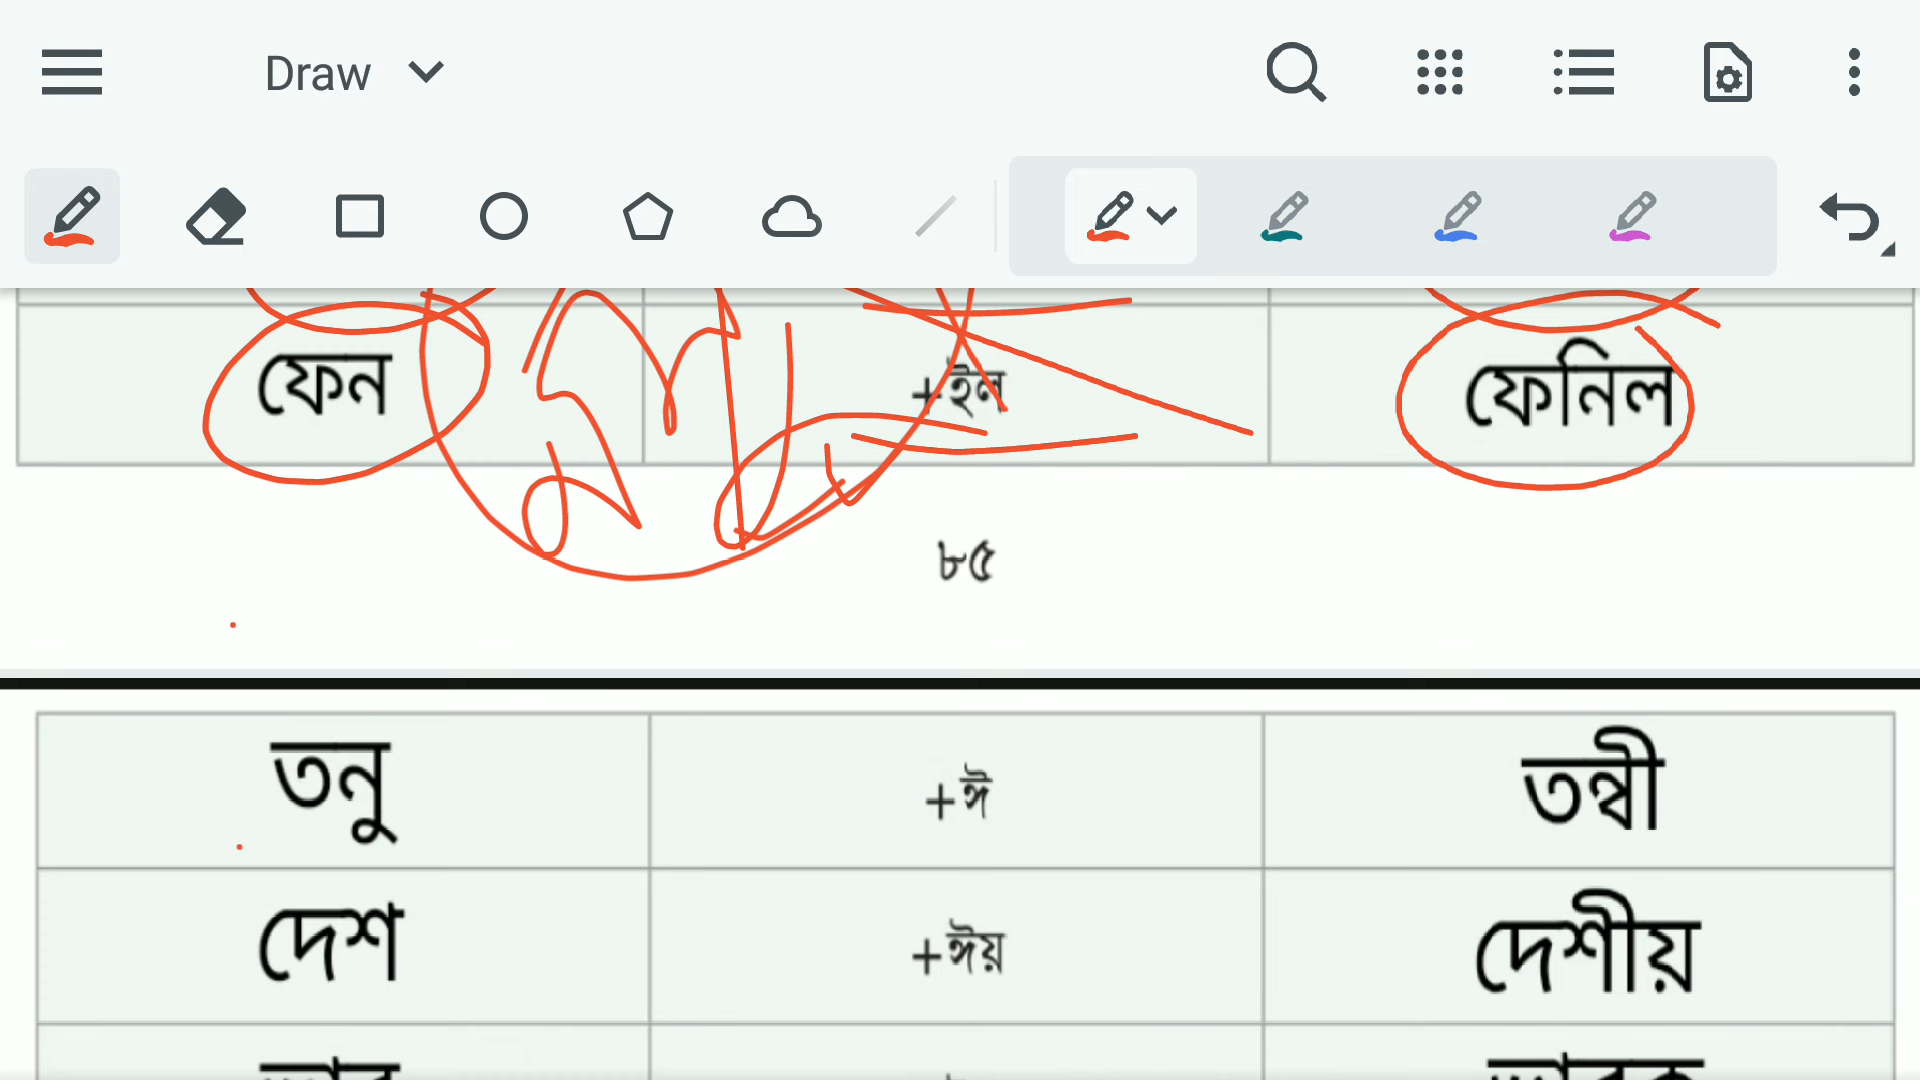 Draw
ফেন +ইল ফেনিল
৮৫
তনু +ঈ তন্বী
দেশ +ঈয় দেশীয়